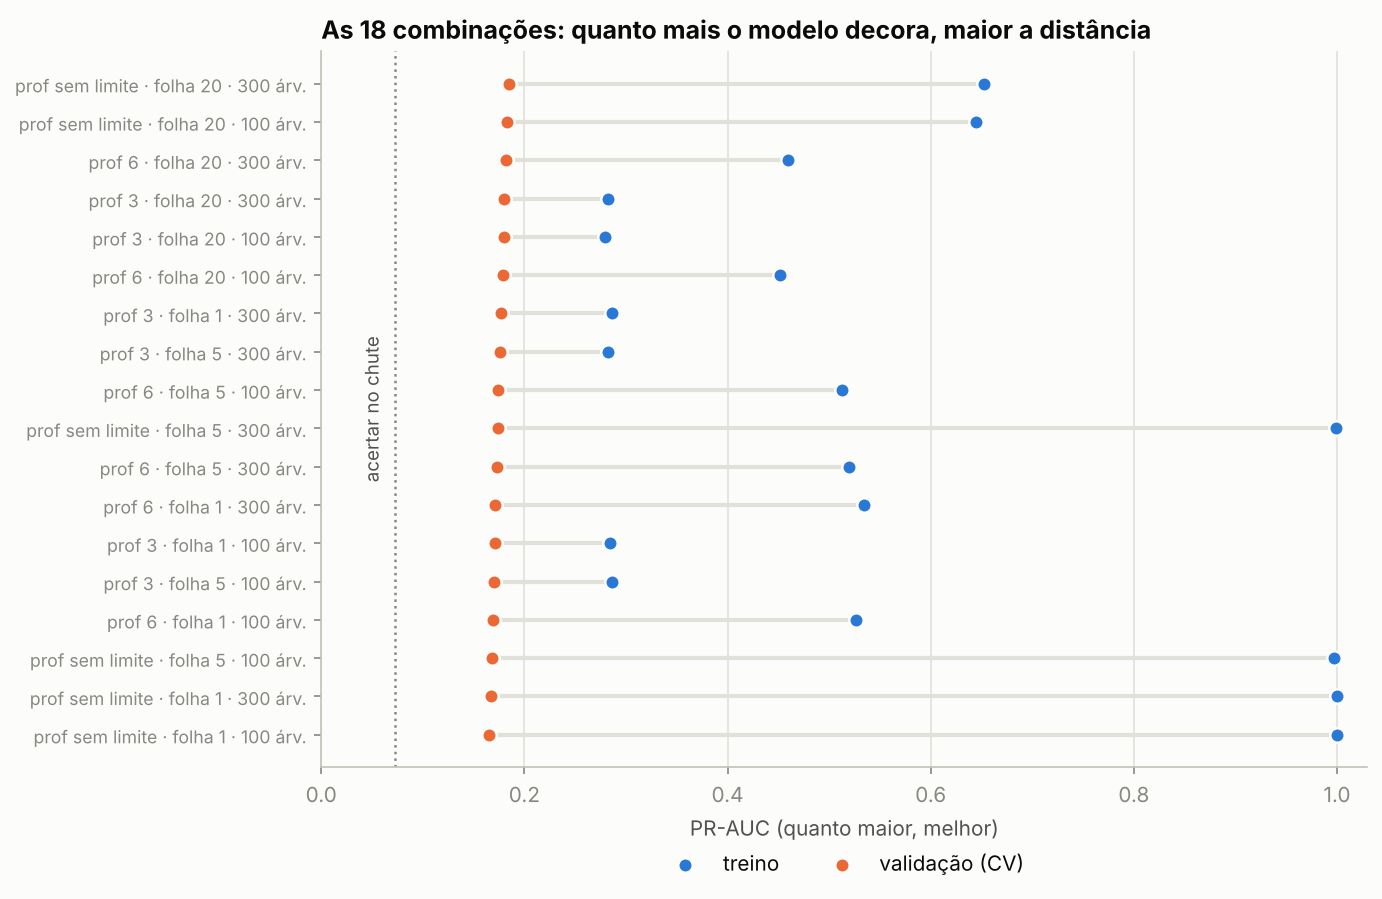 As 18 combinações: quanto mais o modelo decora, maior a distância
prof sem limite · folha 20 · 300 árv.
prof sem limite · folha 20 · 100 árv.
prof 6 · folha 20 · 300 árv.
prof 3 · folha 20 · 300 árv.
prof 3 · folha 20 · 100 árv.
prof 6 · folha 20 · 100 árv.
prof 3 · folha 1 · 300 árv.
prof 3 · folha 5 · 300 árv.
prof 6 · folha 5 · 100 árv.
prof sem limite · folha 5 · 300 árv.
prof 6 · folha 5 · 300 árv.
prof 6 · folha 1 · 300 árv.
prof 3 · folha 1 · 100 árv.
prof 3 · folha 5 · 100 árv.
prof 6 · folha 1 · 100 árv.
prof sem limite · folha 5 · 100 árv.
prof sem limite · folha 1 · 300 árv.
prof sem limite · folha 1 · 100 árv.
acertar no chute
0.0 0.2 0.4 0.6 0.8 1.0
PR-AUC (quanto maior, melhor)
treino validação (CV)